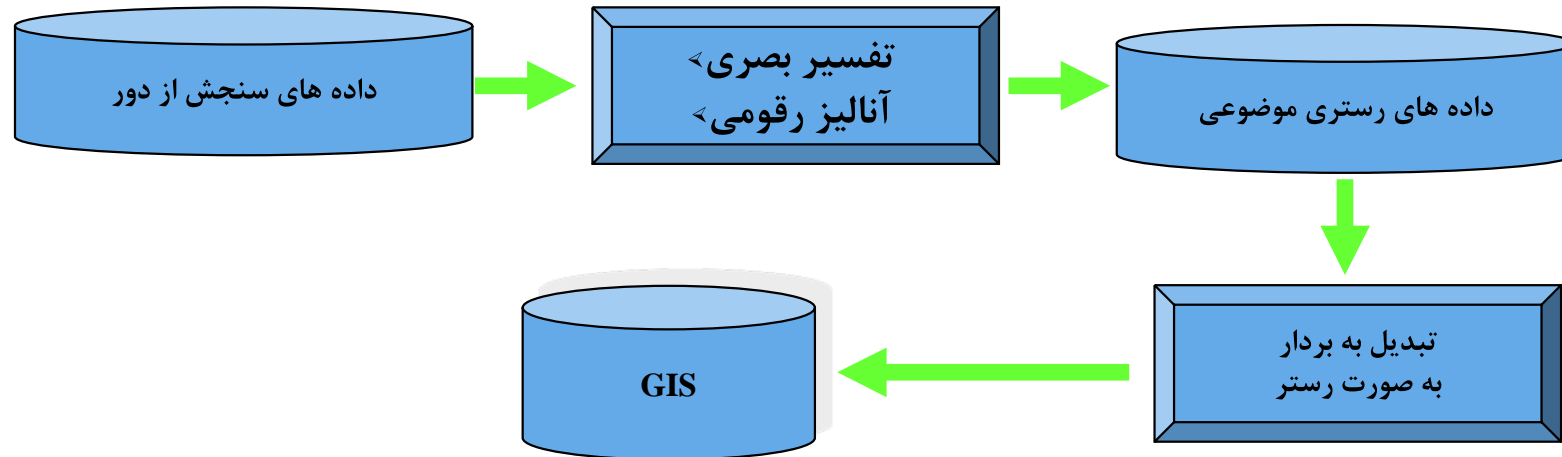 داده های سنجش از دور
تفسیر بصری
آنالیز رقومی
داده های رستری موضوعی
تبدیل به بردار
به صورت رستر
GIS